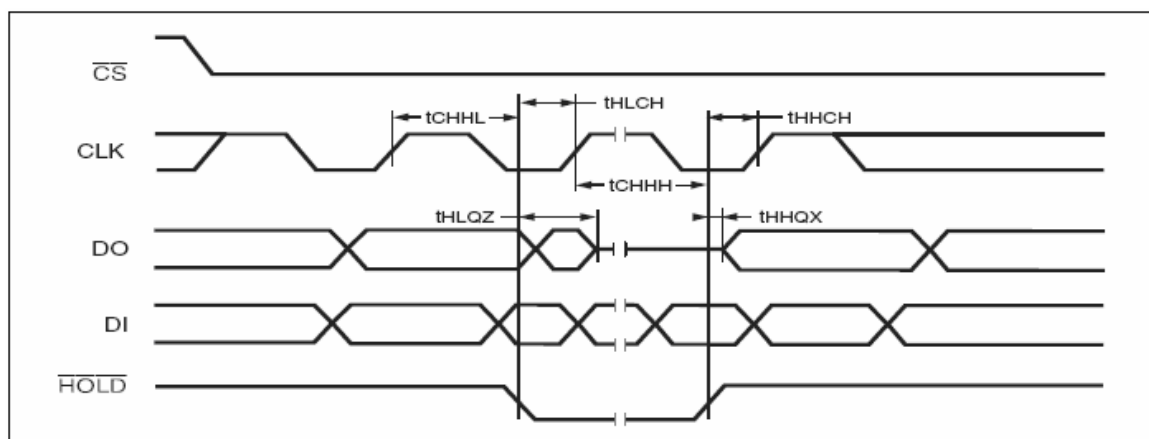 CS
tHLCH
tCHHL
tHHCH
CLK
tCHHH
tHLQZ
tHHQX
DO
DI
HOLD